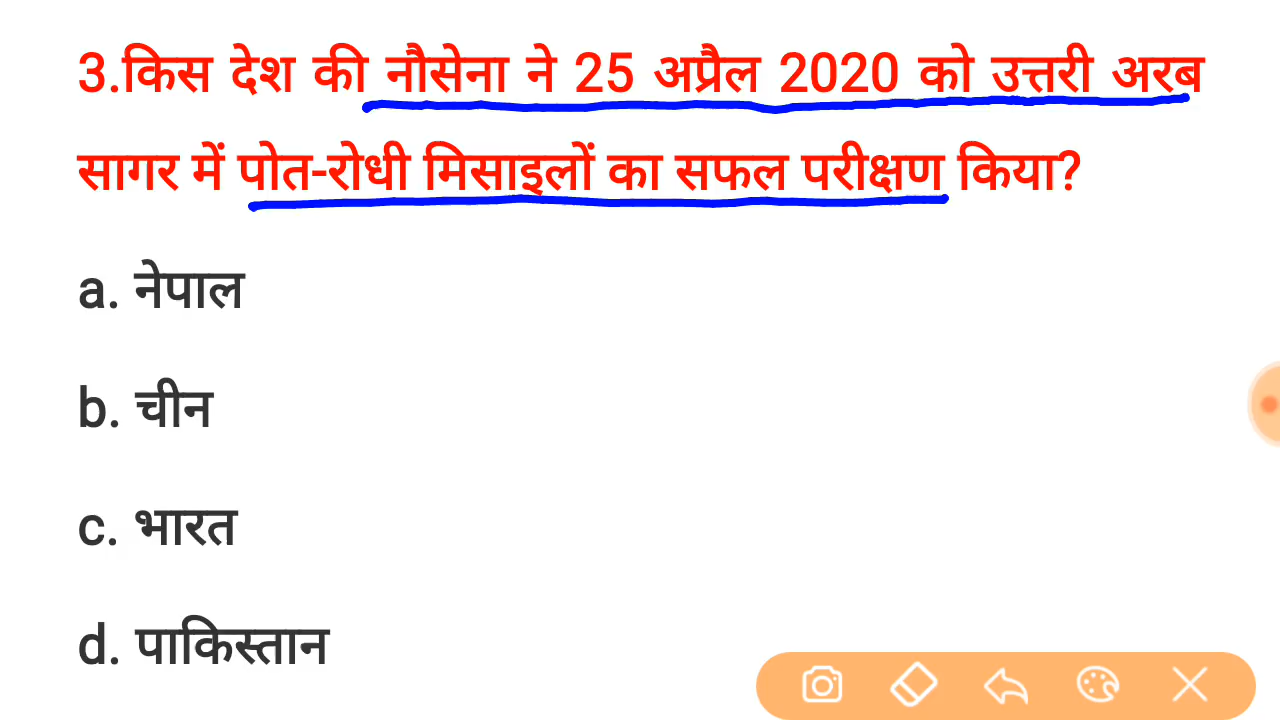 3.किस देश की नौसेना ने 25 अप्रैल 2020 को उत्तरी अरब
सागर में पोत-रोधी मिसाइलों का सफल परीक्षण किया?
a. नेपाल
b. चीन
c. भारत
d. पाकिस्तान